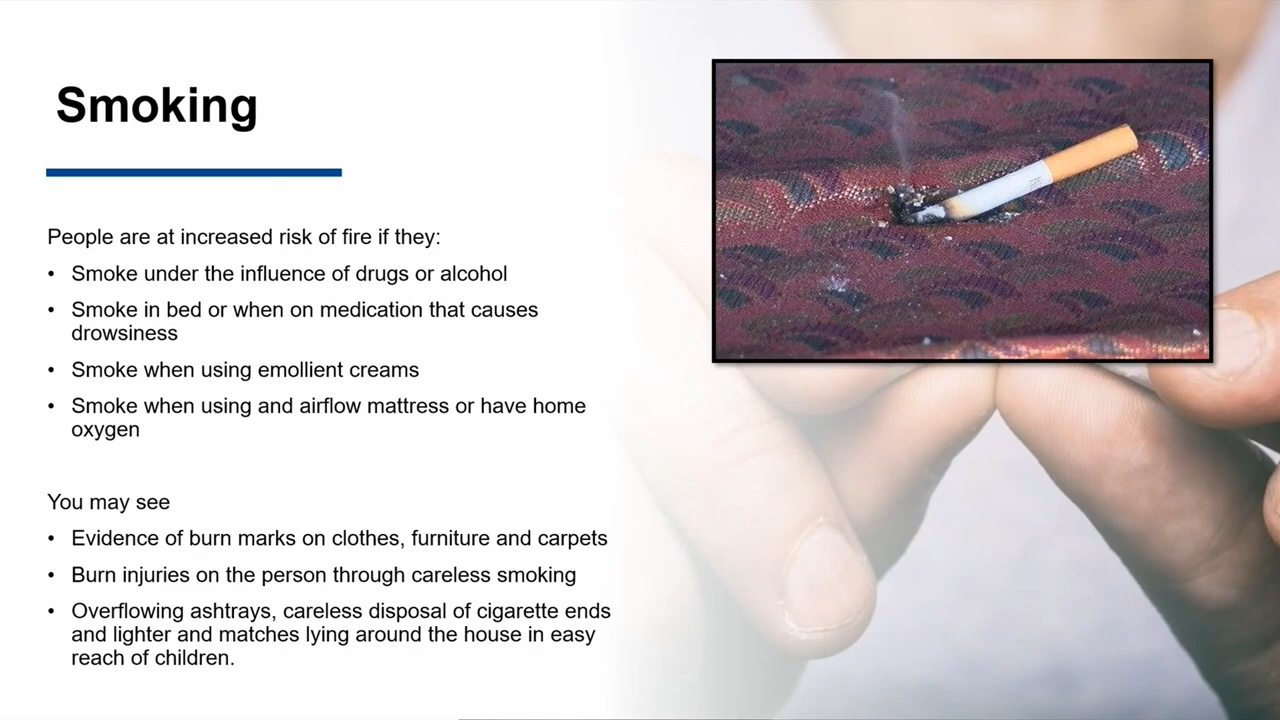 Smoking
People are at increased risk of fire if they:
• Smoke under the influence of drugs or alcohol
• Smoke in bed or when on medication that causes
drowsiness
• Smoke when using emollient creams
• Smoke when using and airflow mattress or have home
oxygen
You may see
• Evidence of burn marks on clothes, furniture and carpets
• Burn injuries on the person through careless smoking
• Overflowing ashtrays, careless disposal of cigarette ends
and lighter and matches lying around the house in easy
reach of children.